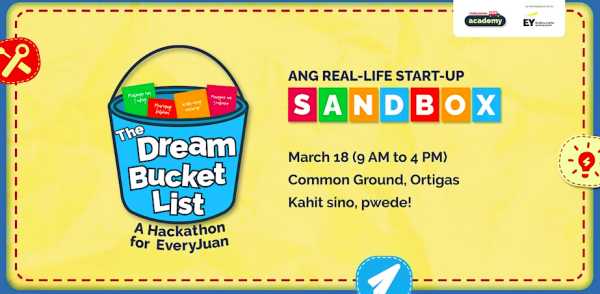 academy
EY
ANG REAL-LIFE START-UP
SANDBOX
March 18 (9 AM to 4 PM)
Common Ground, Ortigas
Kahit sino, pwede!
The
Dream
Bucket
List
A Hackathon
for EveryJuan